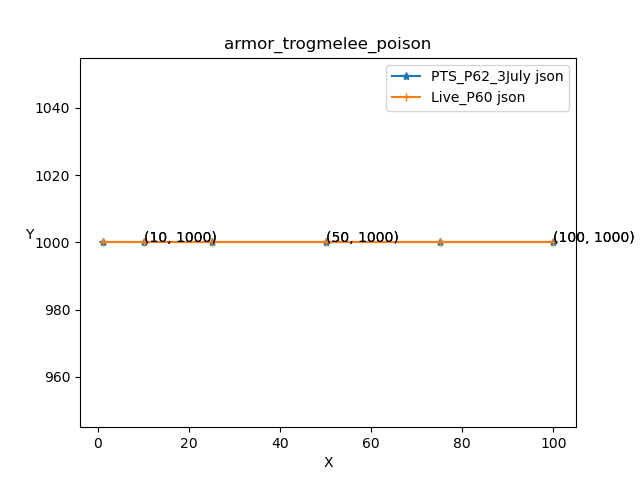 armor_trogmelee_poison
PTS_P62_3July json
Live_P60 json
1040
1020
Y
1000
980
960
(10, 1000)
(50, 1000)
(100, 1000)
0
20
40
60
80
100
X